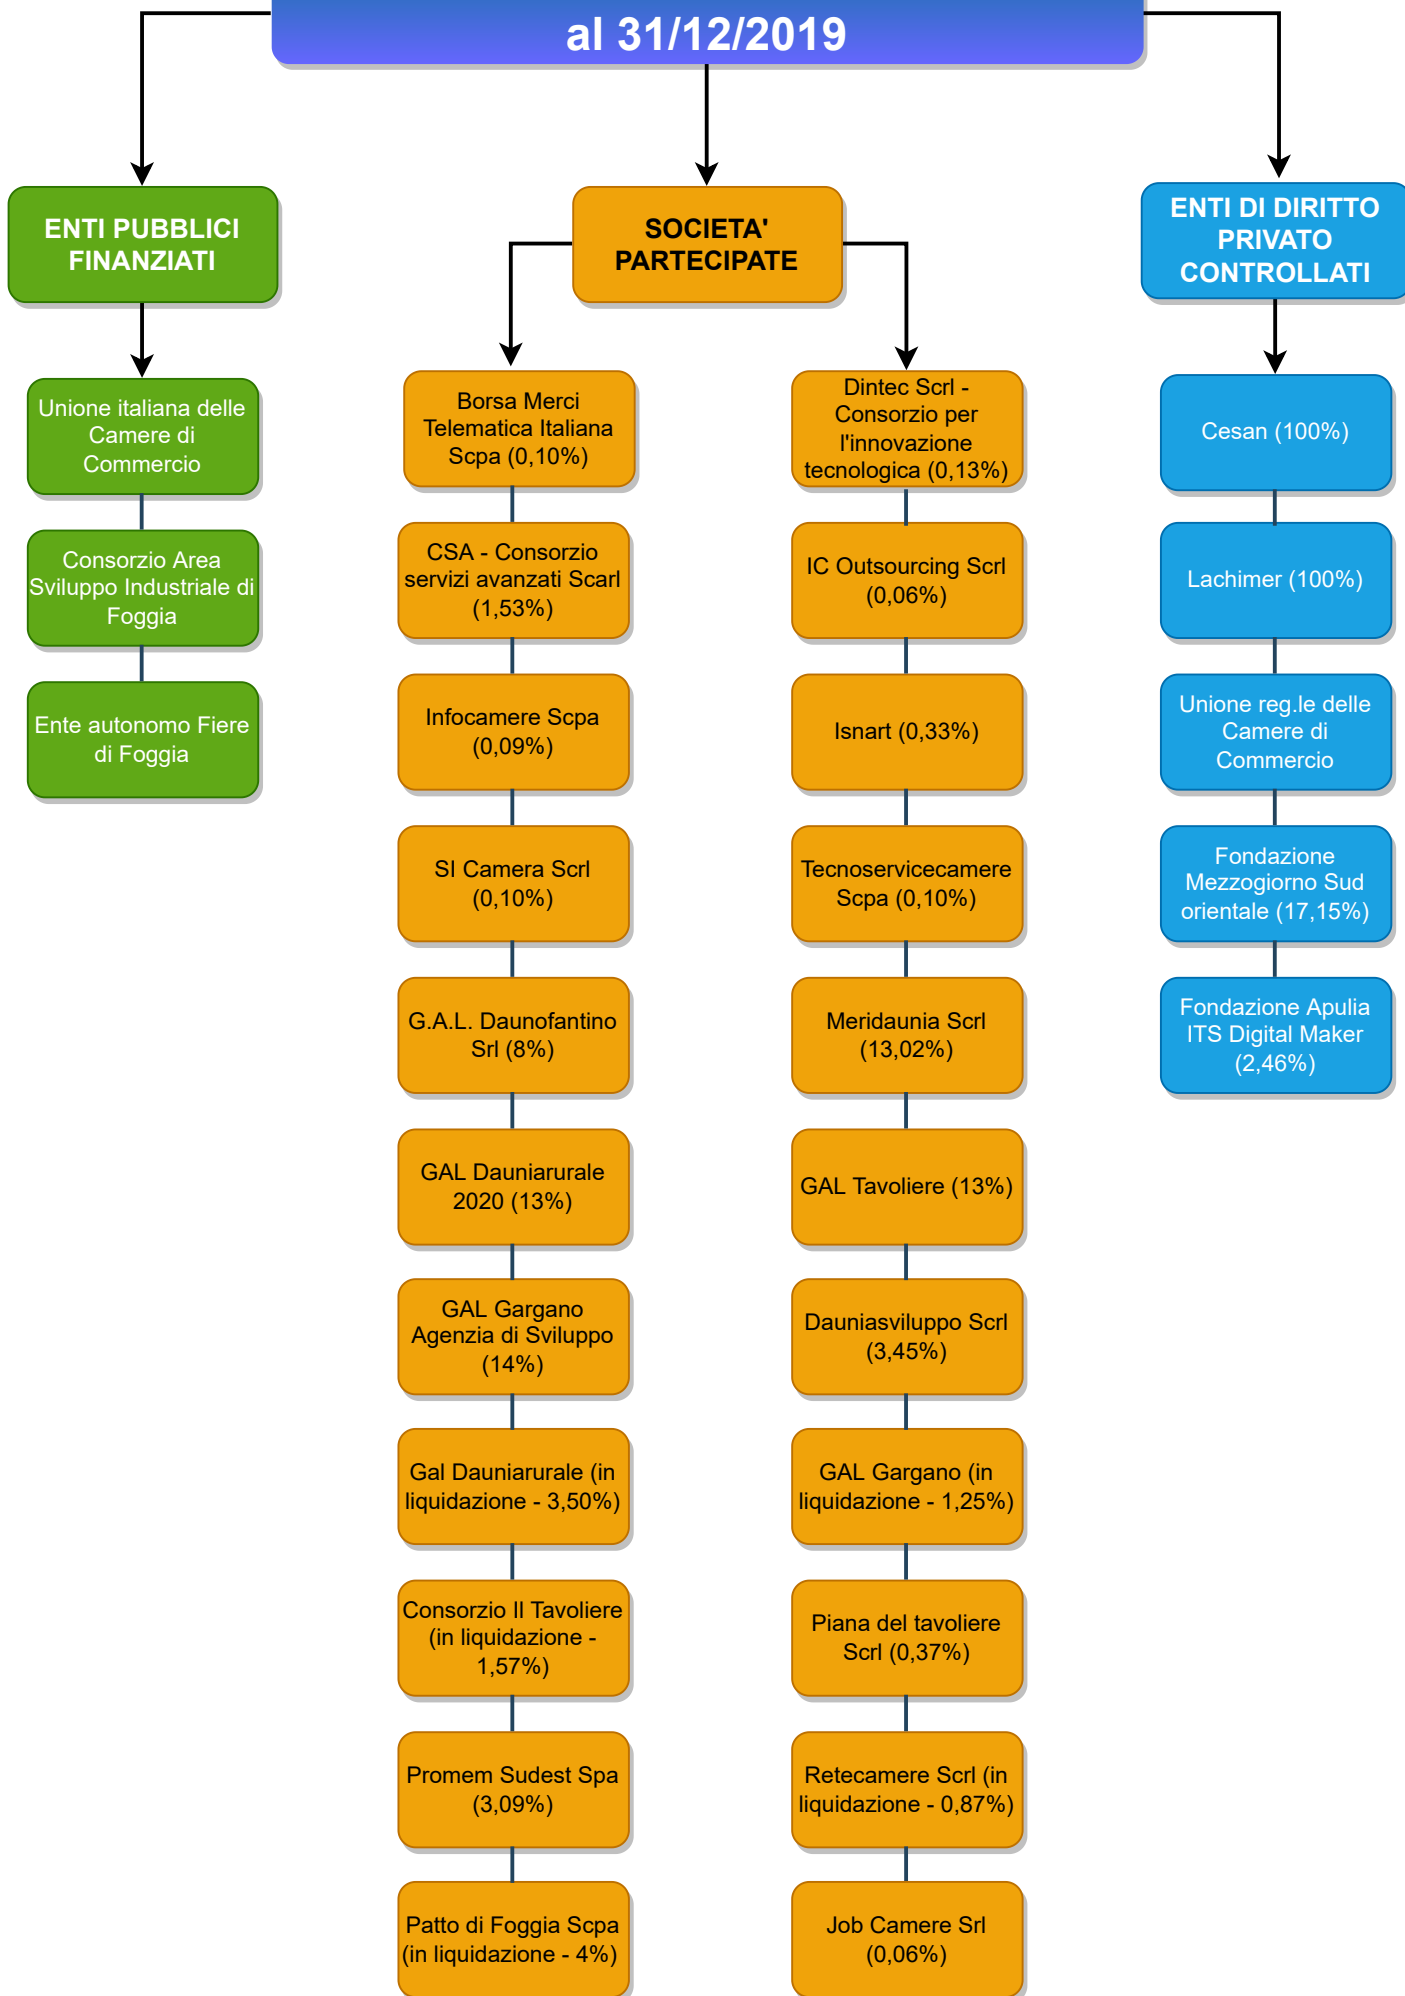 al 31/12/2019
ENTI PUBBLICI
FINANZIATI
Unione italiana delle
Camere di
Commercio
Consorzio Area
Sviluppo Industriale di
Foggia
Ente autonomo Fiere
di Foggia
SOCIETA'
PARTECIPATE
Borsa Merci
Telematica Italiana
Scpa (0,10%)
CSA - Consorzio
servizi avanzati Scarl
(1,53%)
Infocamere Scpa
(0,09%)
SI Camera Scrl
(0,10%)
G.A.L. Daunofantino
Srl (8%)
GAL Dauniarurale
2020 (13%)
GAL Gargano
Agenzia di Sviluppo
(14%)
Gal Dauniarurale (in
liquidazione - 3,50%)
Consorzio Il Tavoliere
(in liquidazione -
1,57%)
Promem Sudest Spa
(3,09%)
Patto di Foggia Scpa
(in liquidazione - 4%)
Dintec Scrl -
Consorzio per
l'innovazione
tecnologica (0,13%)
IC Outsourcing Scrl
(0,06%)
Isnart (0,33%)
Tecnoservicecamere
Scpa (0,10%)
Meridaunia Scrl
(13,02%)
GAL Tavoliere (13%)
Dauniasviluppo Scrl
(3,45%)
GAL Gargano (in
liquidazione - 1,25%)
Piana del tavoliere
Scrl (0,37%)
Retecamere Scrl (in
liquidazione - 0,87%)
Job Camere Srl
(0,06%)
ENTI DI DIRITTO
PRIVATO
CONTROLLATI
Cesan (100%)
Lachimer (100%)
Unione reg.le delle
Camere di
Commercio
Fondazione
Mezzogiorno Sud
orientale (17,15%)
Fondazione Apulia
ITS Digital Maker
(2,46%)